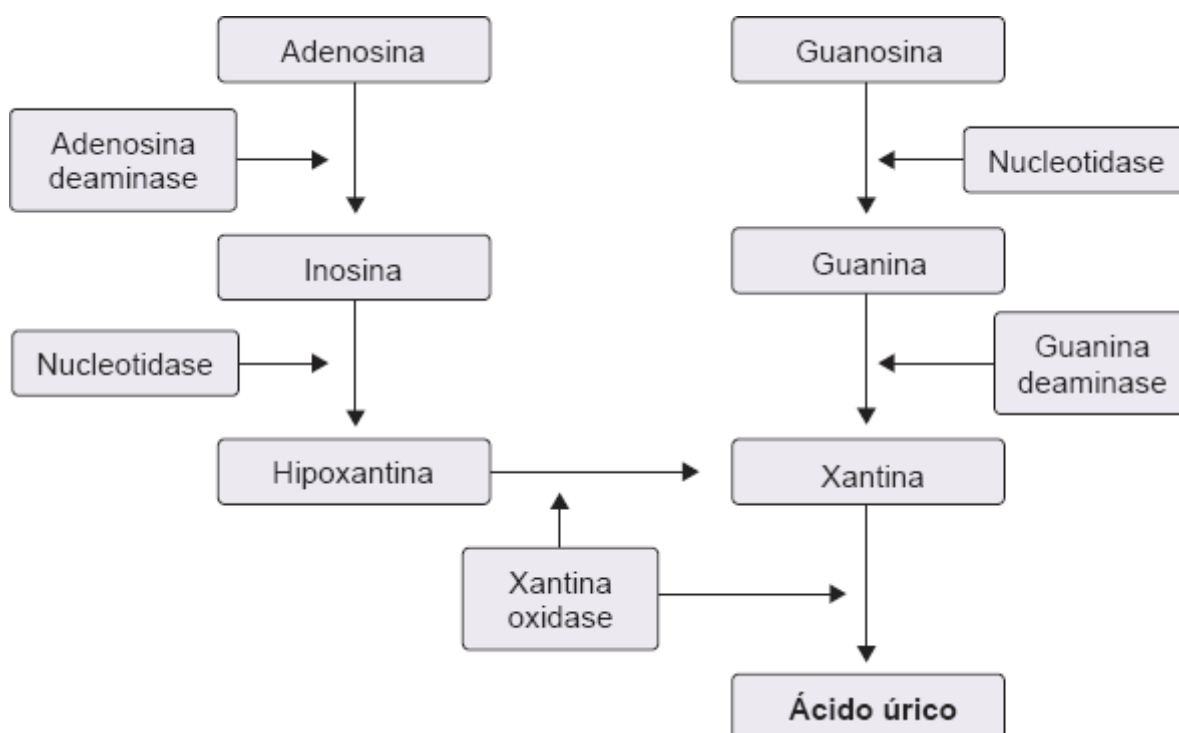 Adenosina
Guanosina
Adenosina
deaminase
Nucleotidase
Inosina
Guanina
Nucleotidase
Guanina
deaminase
Hipoxantina
Xantina
Xantina
oxidase
Ácido úrico